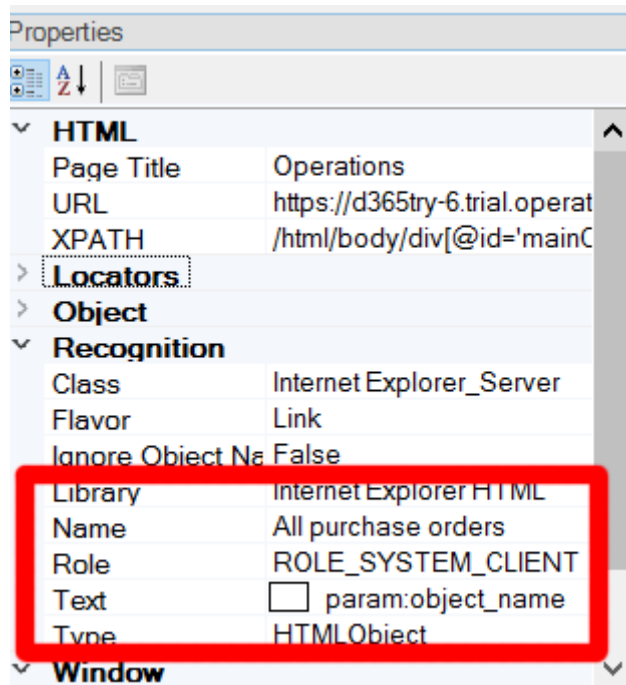 Properties
HTML
Page Title Operations
URL https://d365try-6.trial.operat
XPATH /html/body/div[@id='mainC
Locators
Object
Recognition
Class Internet Explorer_Server
Flavor Link
Ignore Object Na False
Library Internet Explorer HTML
Name All purchase orders
Role ROLE_SYSTEM_CLIENT
Text param:object_name
Type HTMLObject
Window